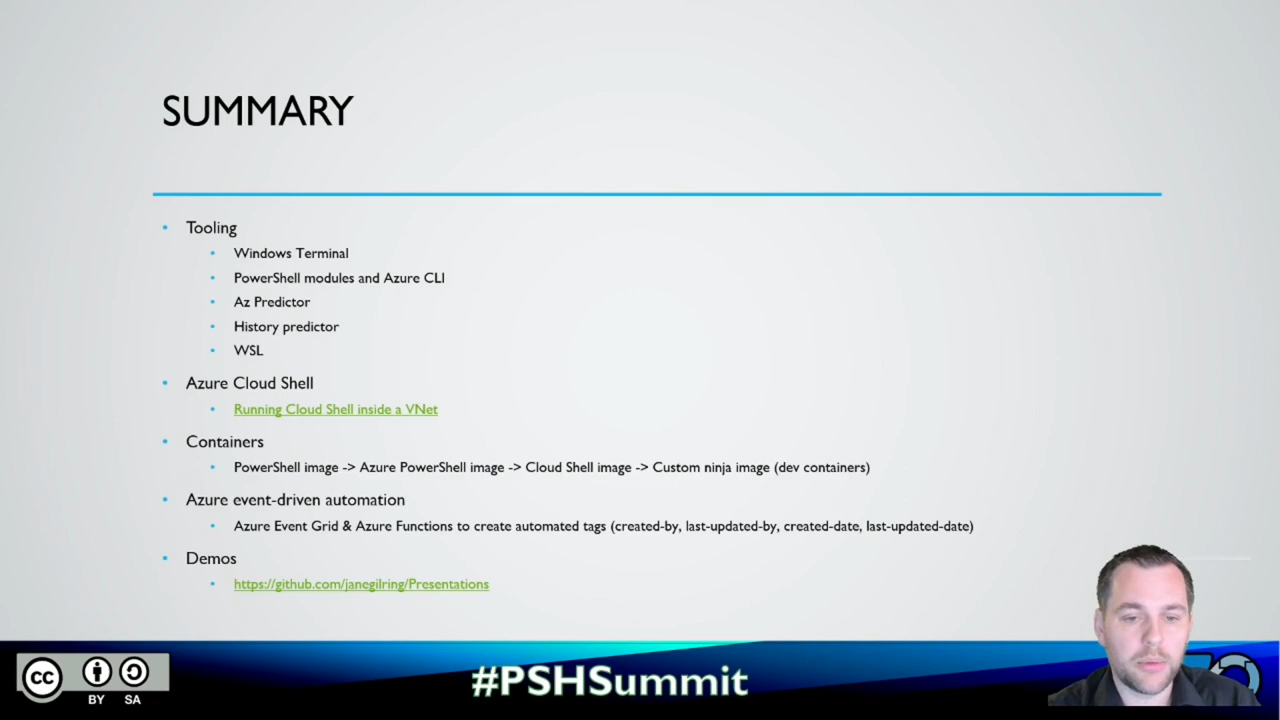 SUMMARY
Tooling
Windows Terminal
PowerShell modules and Azure CLI
Az Predictor
History predictor
WSL
Azure Cloud Shell
Running Cloud Shell inside a VNet
Containers
PowerShell image -> Azure PowerShell image -> Cloud Shell image -> Custom ninja image (dev containers)
Azure event-driven automation
Azure Event Grid & Azure Functions to create automated tags (created-by, last-updated-by, created-date, last-updated-date)
Demos
https://github.com/janegilring/Presentations
cc
BY SA
#PSHSummit